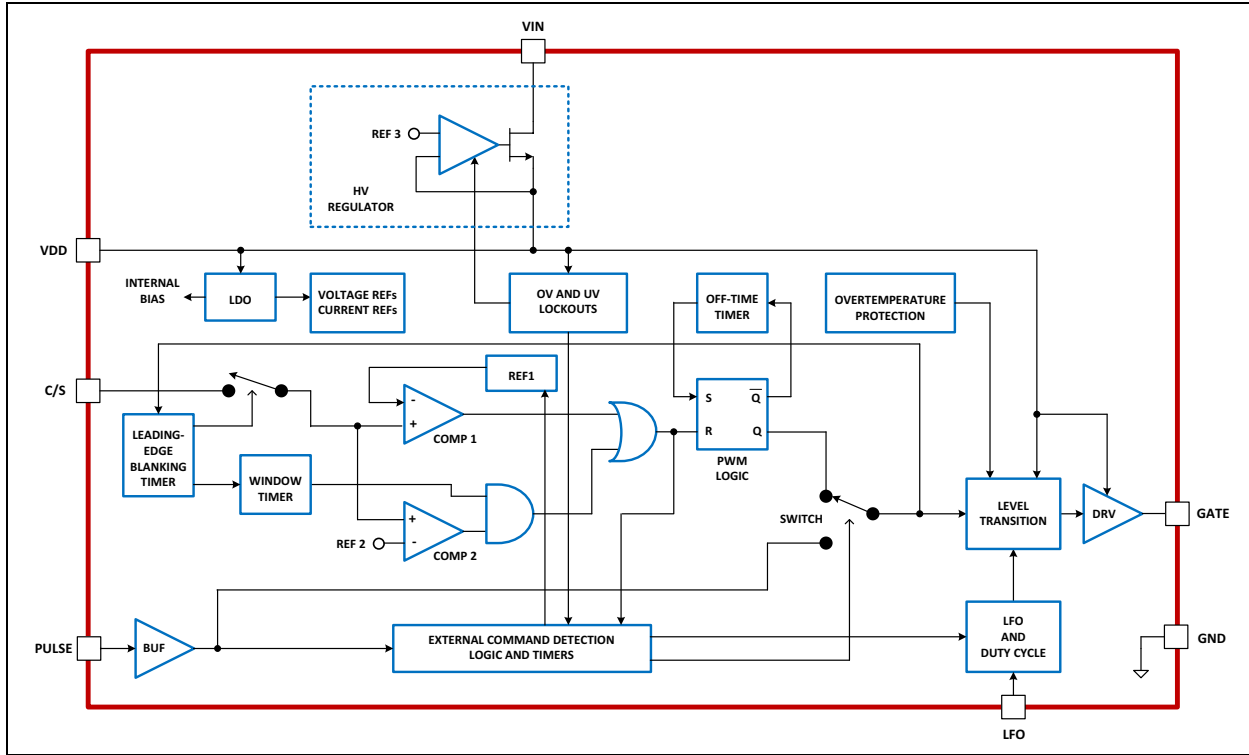 VIN
REF 3
HV
REGULATOR
VDD
INTERNAL
BIAS
LDO
VOLTAGE REFs
CURRENT REFs
OV AND UV
LOCKOUTS
OFF-TIME
TIMER
OVERTEMPERATURE
PROTECTION
C/S
REF1
-
+
COMP 1
S
Q
R
Q
PWM
LOGIC
LEADING-
EDGE
BLANKING
TIMER
WINDOW
TIMER
+
-
REF 2
COMP 2
SWITCH
LEVEL
TRANSITION
DRV
GATE
PULSE
BUF
EXTERNAL COMMAND DETECTION
LOGIC AND TIMERS
LFO
AND
DUTY CYCLE
GND
LFO